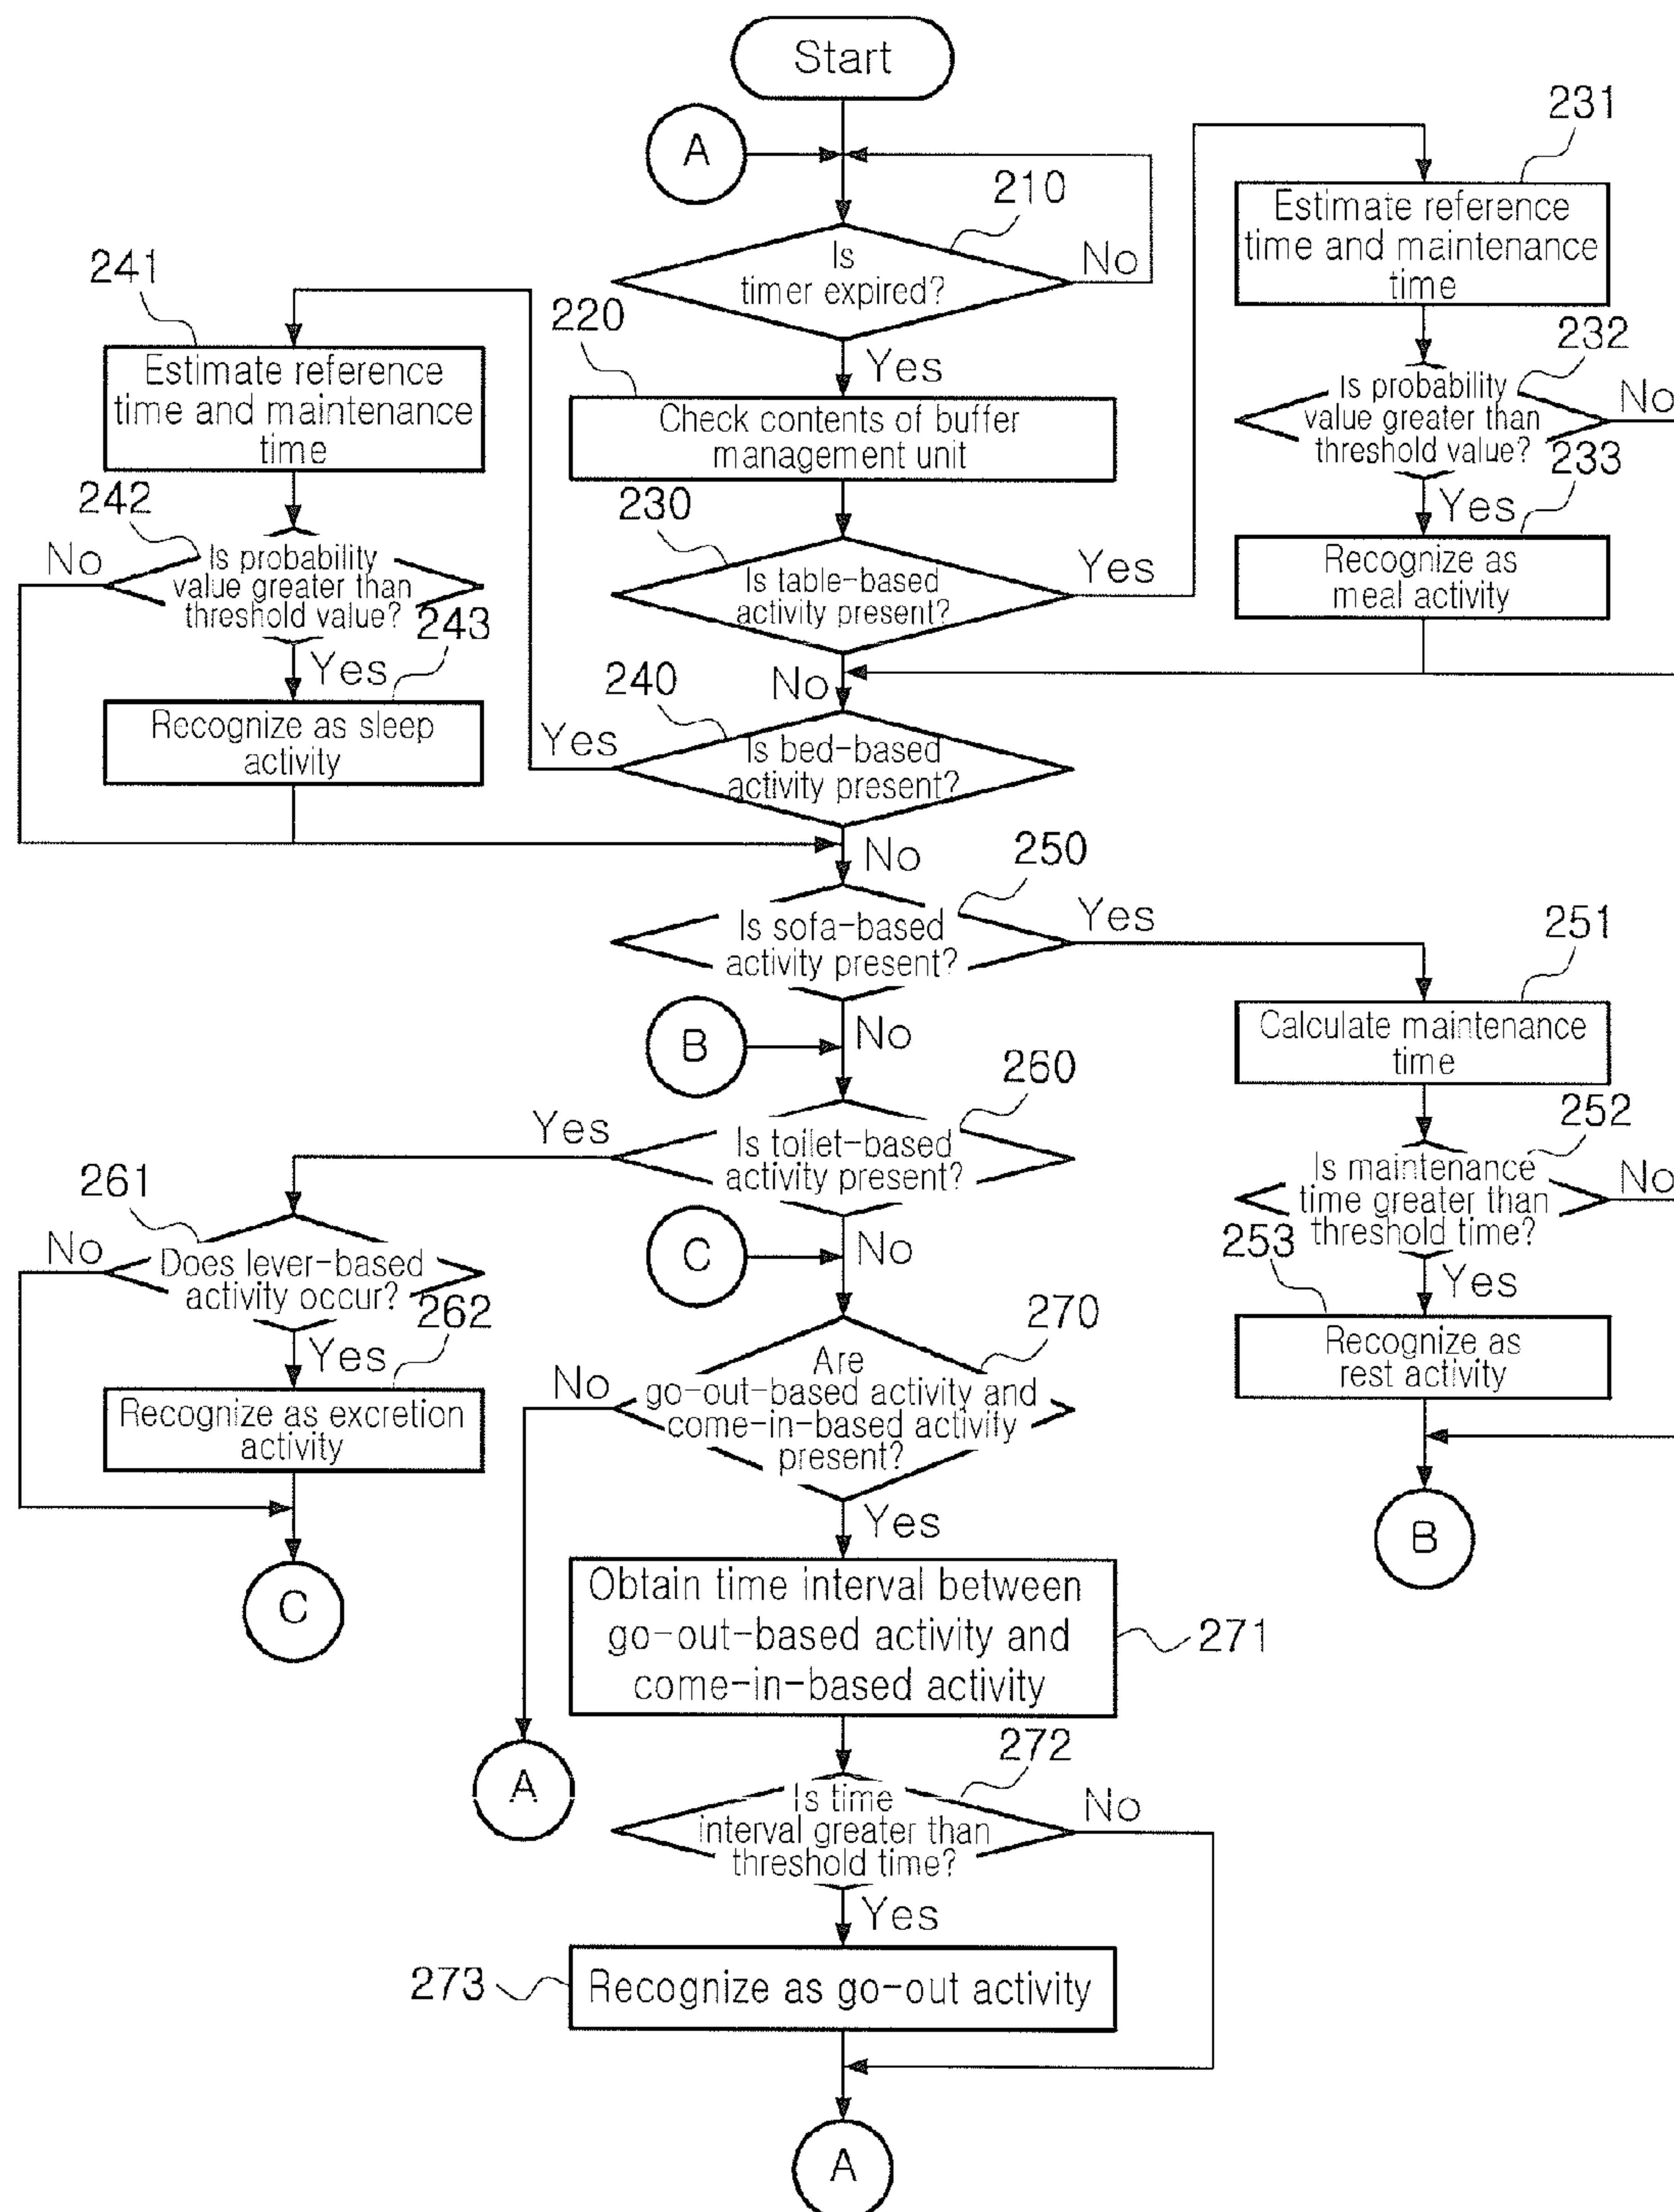 Start
A
210
Is
timer expired?
No
Yes
220
Check contents of buffer
management unit
230
Is table-based
activity present?
Yes
No
231
Estimate reference
time and maintenance
time
232
Is probability
value greater than
threshold value?
No
Yes
233
Recognize as
meal activity
240
Is bed-based
activity present?
Yes
No
241
Estimate reference
time and maintenance
time
242
Is probability
value greater than
threshold value?
No
Yes
243
Recognize as sleep
activity
250
Is sofa-based
activity present?
Yes
No
251
Calculate maintenance
time
252
Is maintenance
time greater than
threshold time?
No
Yes
253
Recognize as
rest activity
B
B
260
Is toilet-based
activity present?
Yes
No
261
Does lever-based
activity occur?
No
Yes
262
Recognize as excretion
activity
C
C
270
Are
go-out-based activity and
come-in-based activity
present?
No
Yes
A
Obtain time interval between
go-out-based activity and
come-in-based activity
271
272
Is time
interval greater than
threshold time?
No
Yes
273
Recognize as go-out activity
A